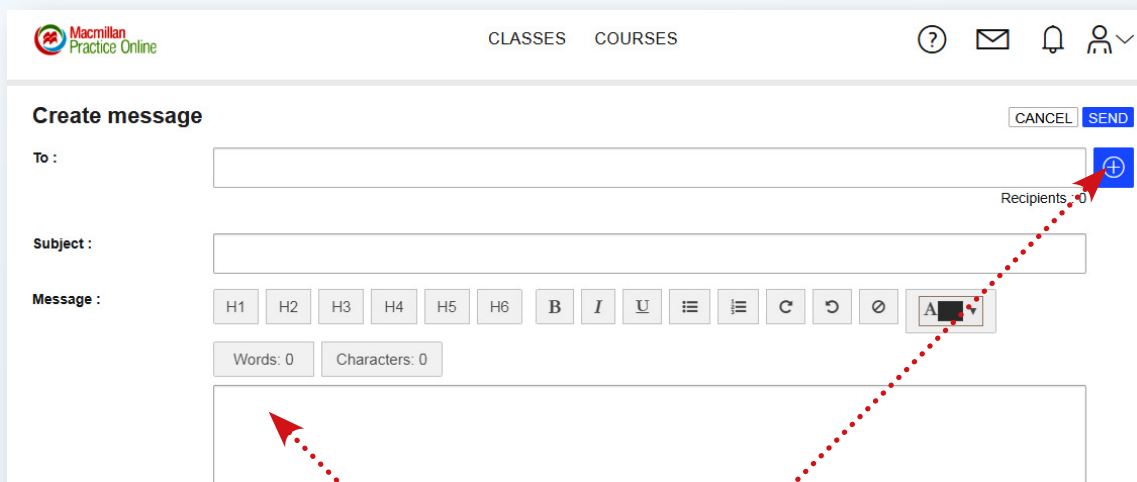 Macmillan
Practice Online
CLASSES COURSES
Create message
CANCEL SEND
To :
Recipients : 0
Subject :
Message :
H1 H2 H3 H4 H5 H6 B I U A
Words: 0 Characters: 0